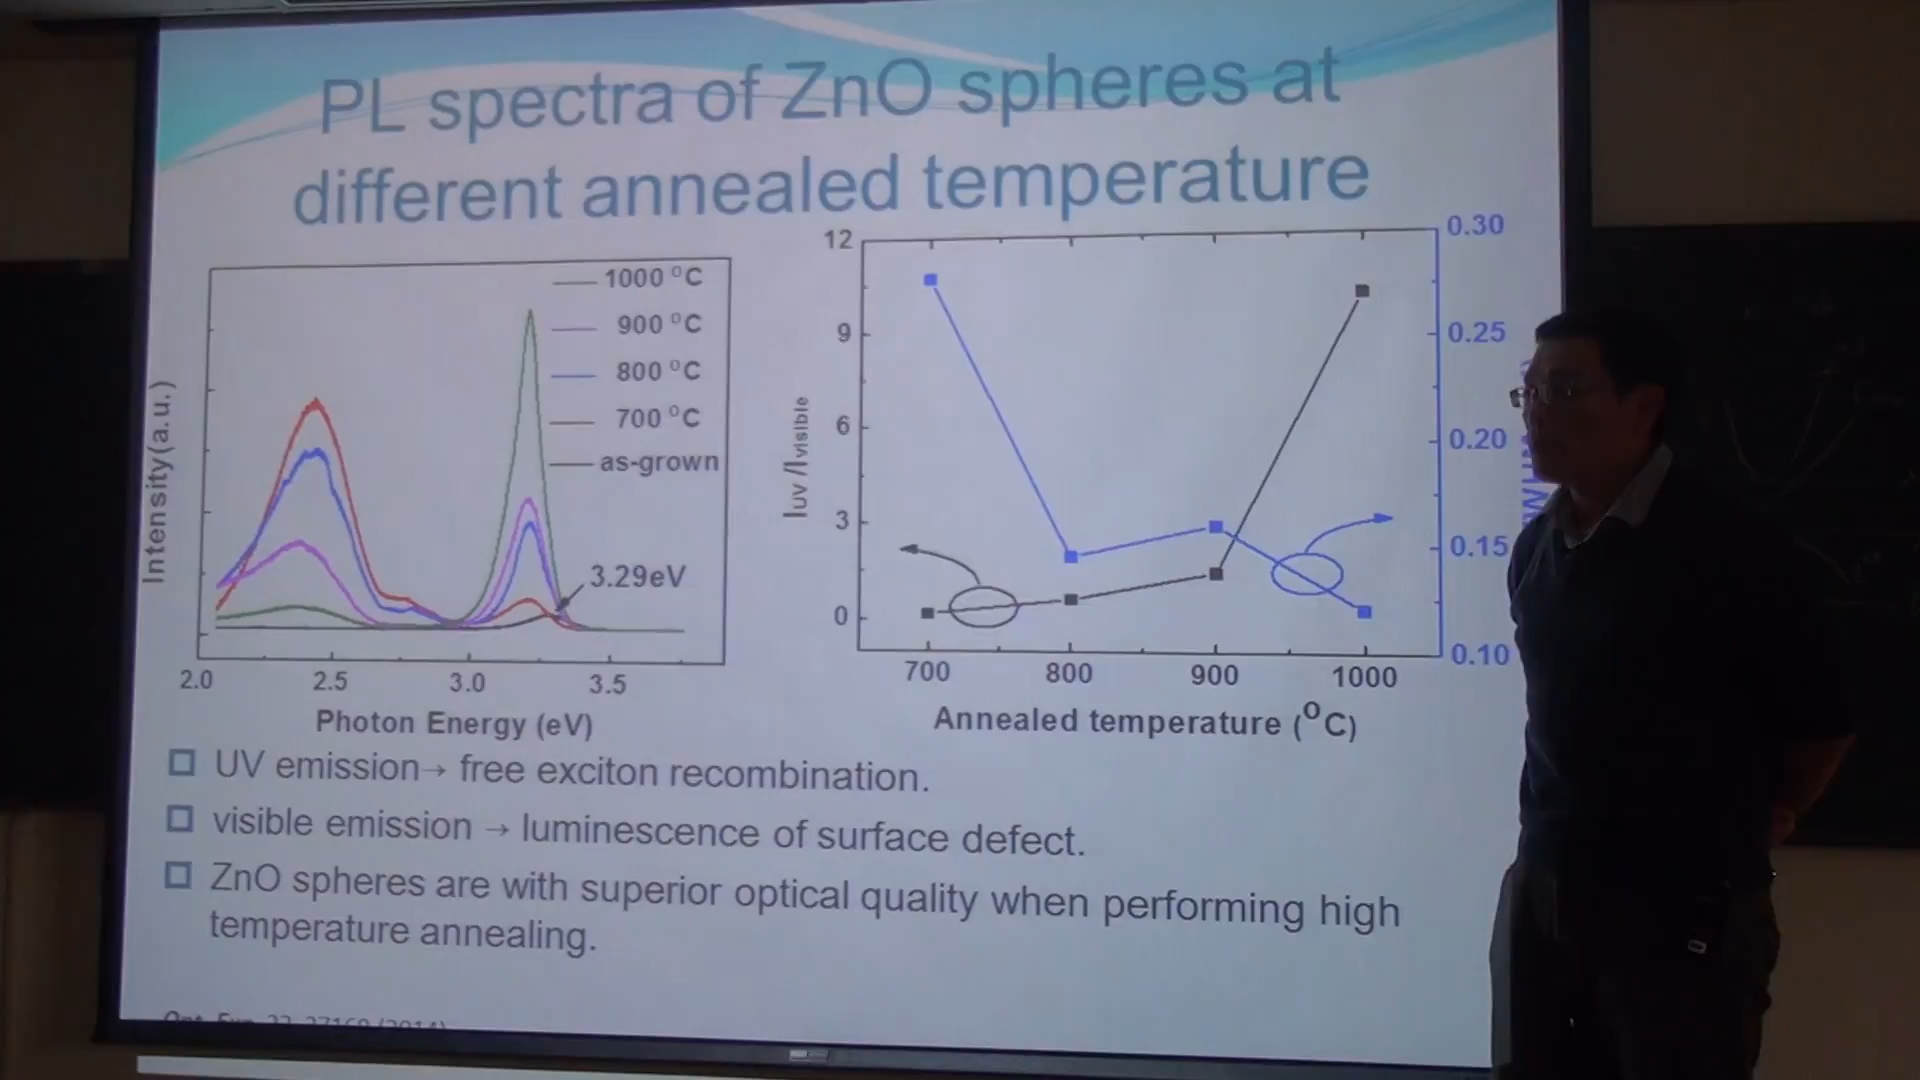 PL spectra of ZnO spheres at
different annealed temperature
Intensity(a.u.)
1000 °C
900 °C
800 °C
700 °C
as-grown
3.29eV
2.0 2.5 3.0 3.5
Photon Energy (eV)
IUV /Ivisible
12
9
6
3
0
0.30
0.25
0.20
0.15
0.10
700 800 900 1000
Annealed temperature (°C)
UV emission→ free exciton recombination.
visible emission → luminescence of surface defect.
ZnO spheres are with superior optical quality when performing high
temperature annealing.